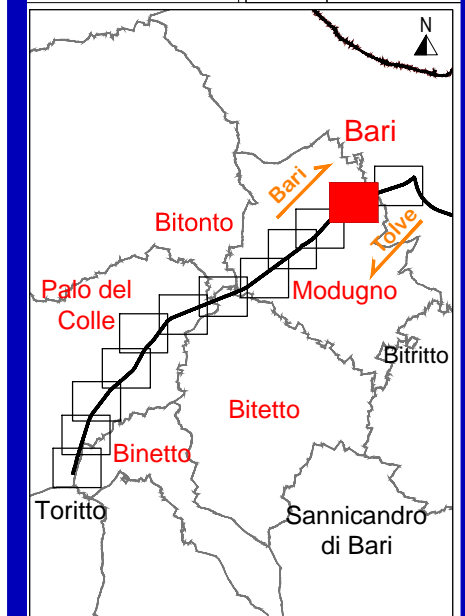 N
Bari
Bari
Bitonto
Tolve
Palo del
Colle
Modugno
Bitritto
Bitetto
Binetto
Toritto
Sannicandro
di Bari